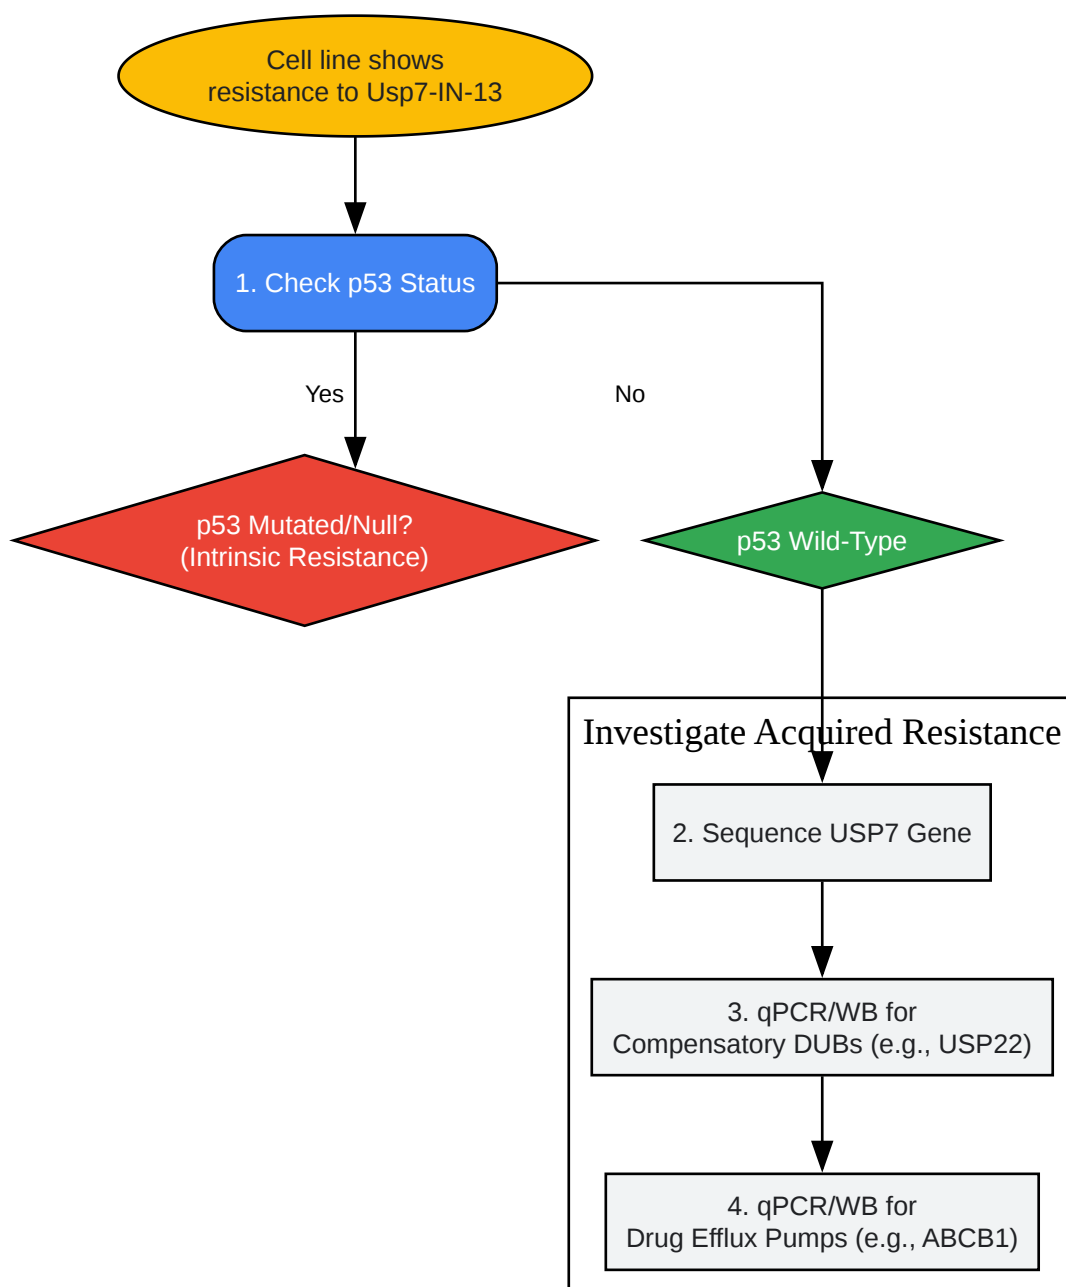 Cell line shows
resistance to Usp7-IN-13
1. Check p53 Status
Yes
No
p53 Mutated/Null?
(Intrinsic Resistance)
p53 Wild-Type
Investigate Acquired Resistance
2. Sequence USP7 Gene
3. qPCR/WB for
Compensatory DUBs (e.g., USP22)
4. qPCR/WB for
Drug Efflux Pumps (e.g., ABCB1)